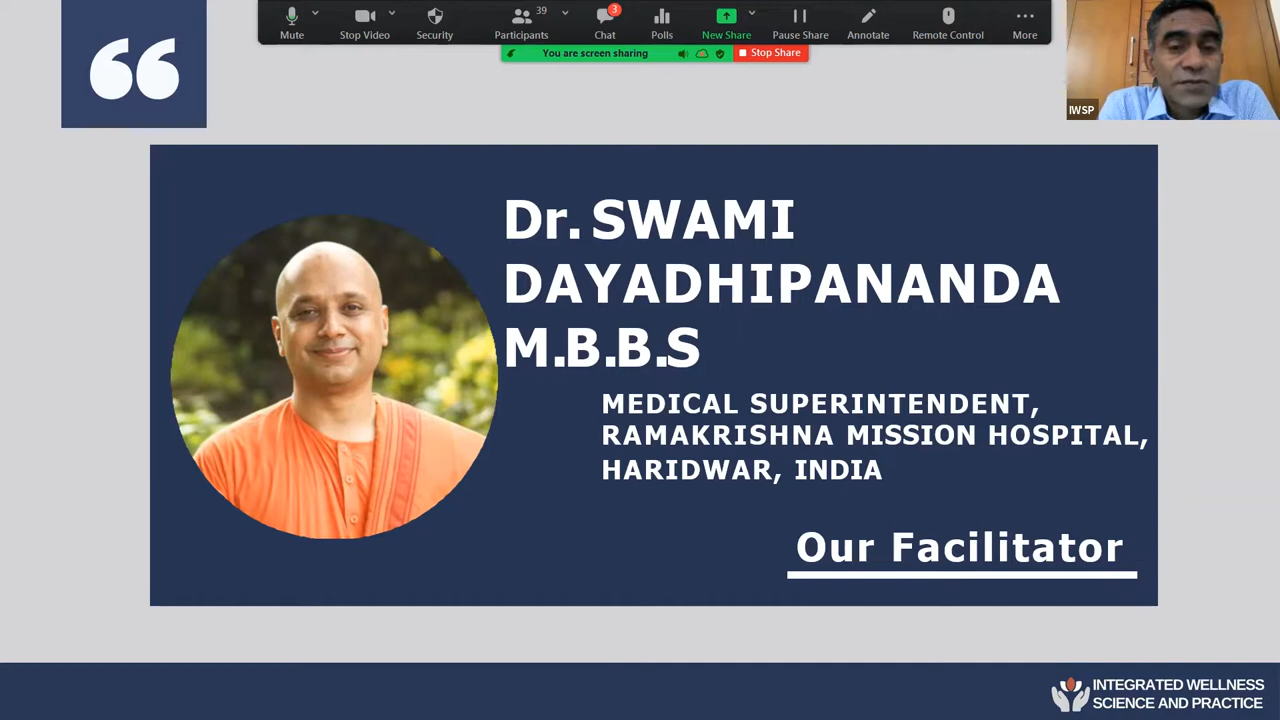 39
3
Mute
Stop Video
Security
Participants
Chat
Polls
New Share
Pause Share
Annotate
Remote Control
More
You are screen sharing
Stop Share
IWSP
“
Dr. SWAMI
DAYADHIPANANDA
M.B.B.S
MEDICAL SUPERINTENDENT,
RAMAKRISHNA MISSION HOSPITAL,
HARIDWAR, INDIA
Our Facilitator
INTEGRATED WELLNESS
SCIENCE AND PRACTICE